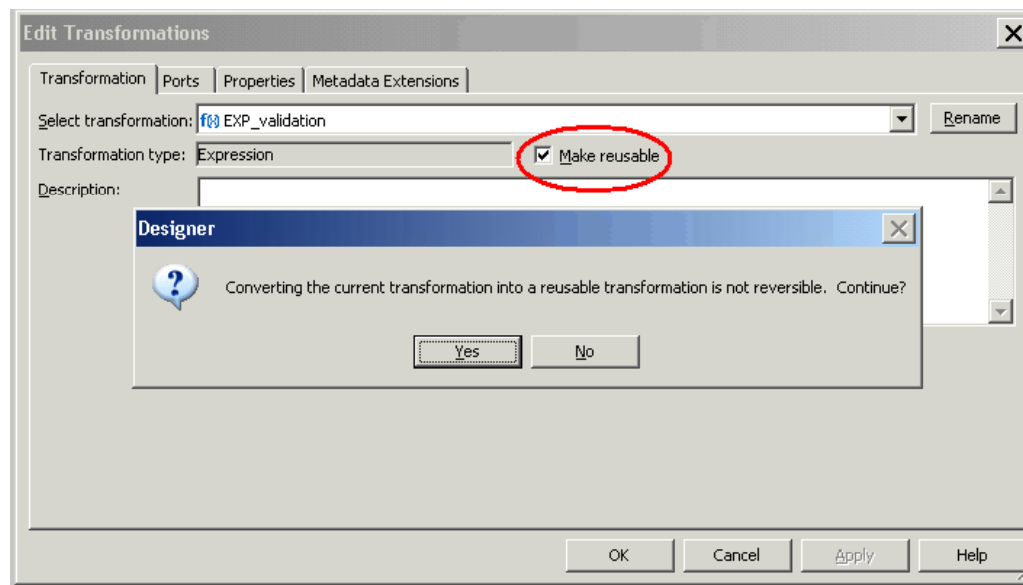 Edit Transformations
Transformation Ports Properties Metadata Extensions
Select transformation: f(x) EXP_validation Rename
Transformation type: Expression Make reusable
Description:
Designer
Converting the current transformation into a reusable transformation is not reversible. Continue?
Yes No
OK Cancel Apply Help